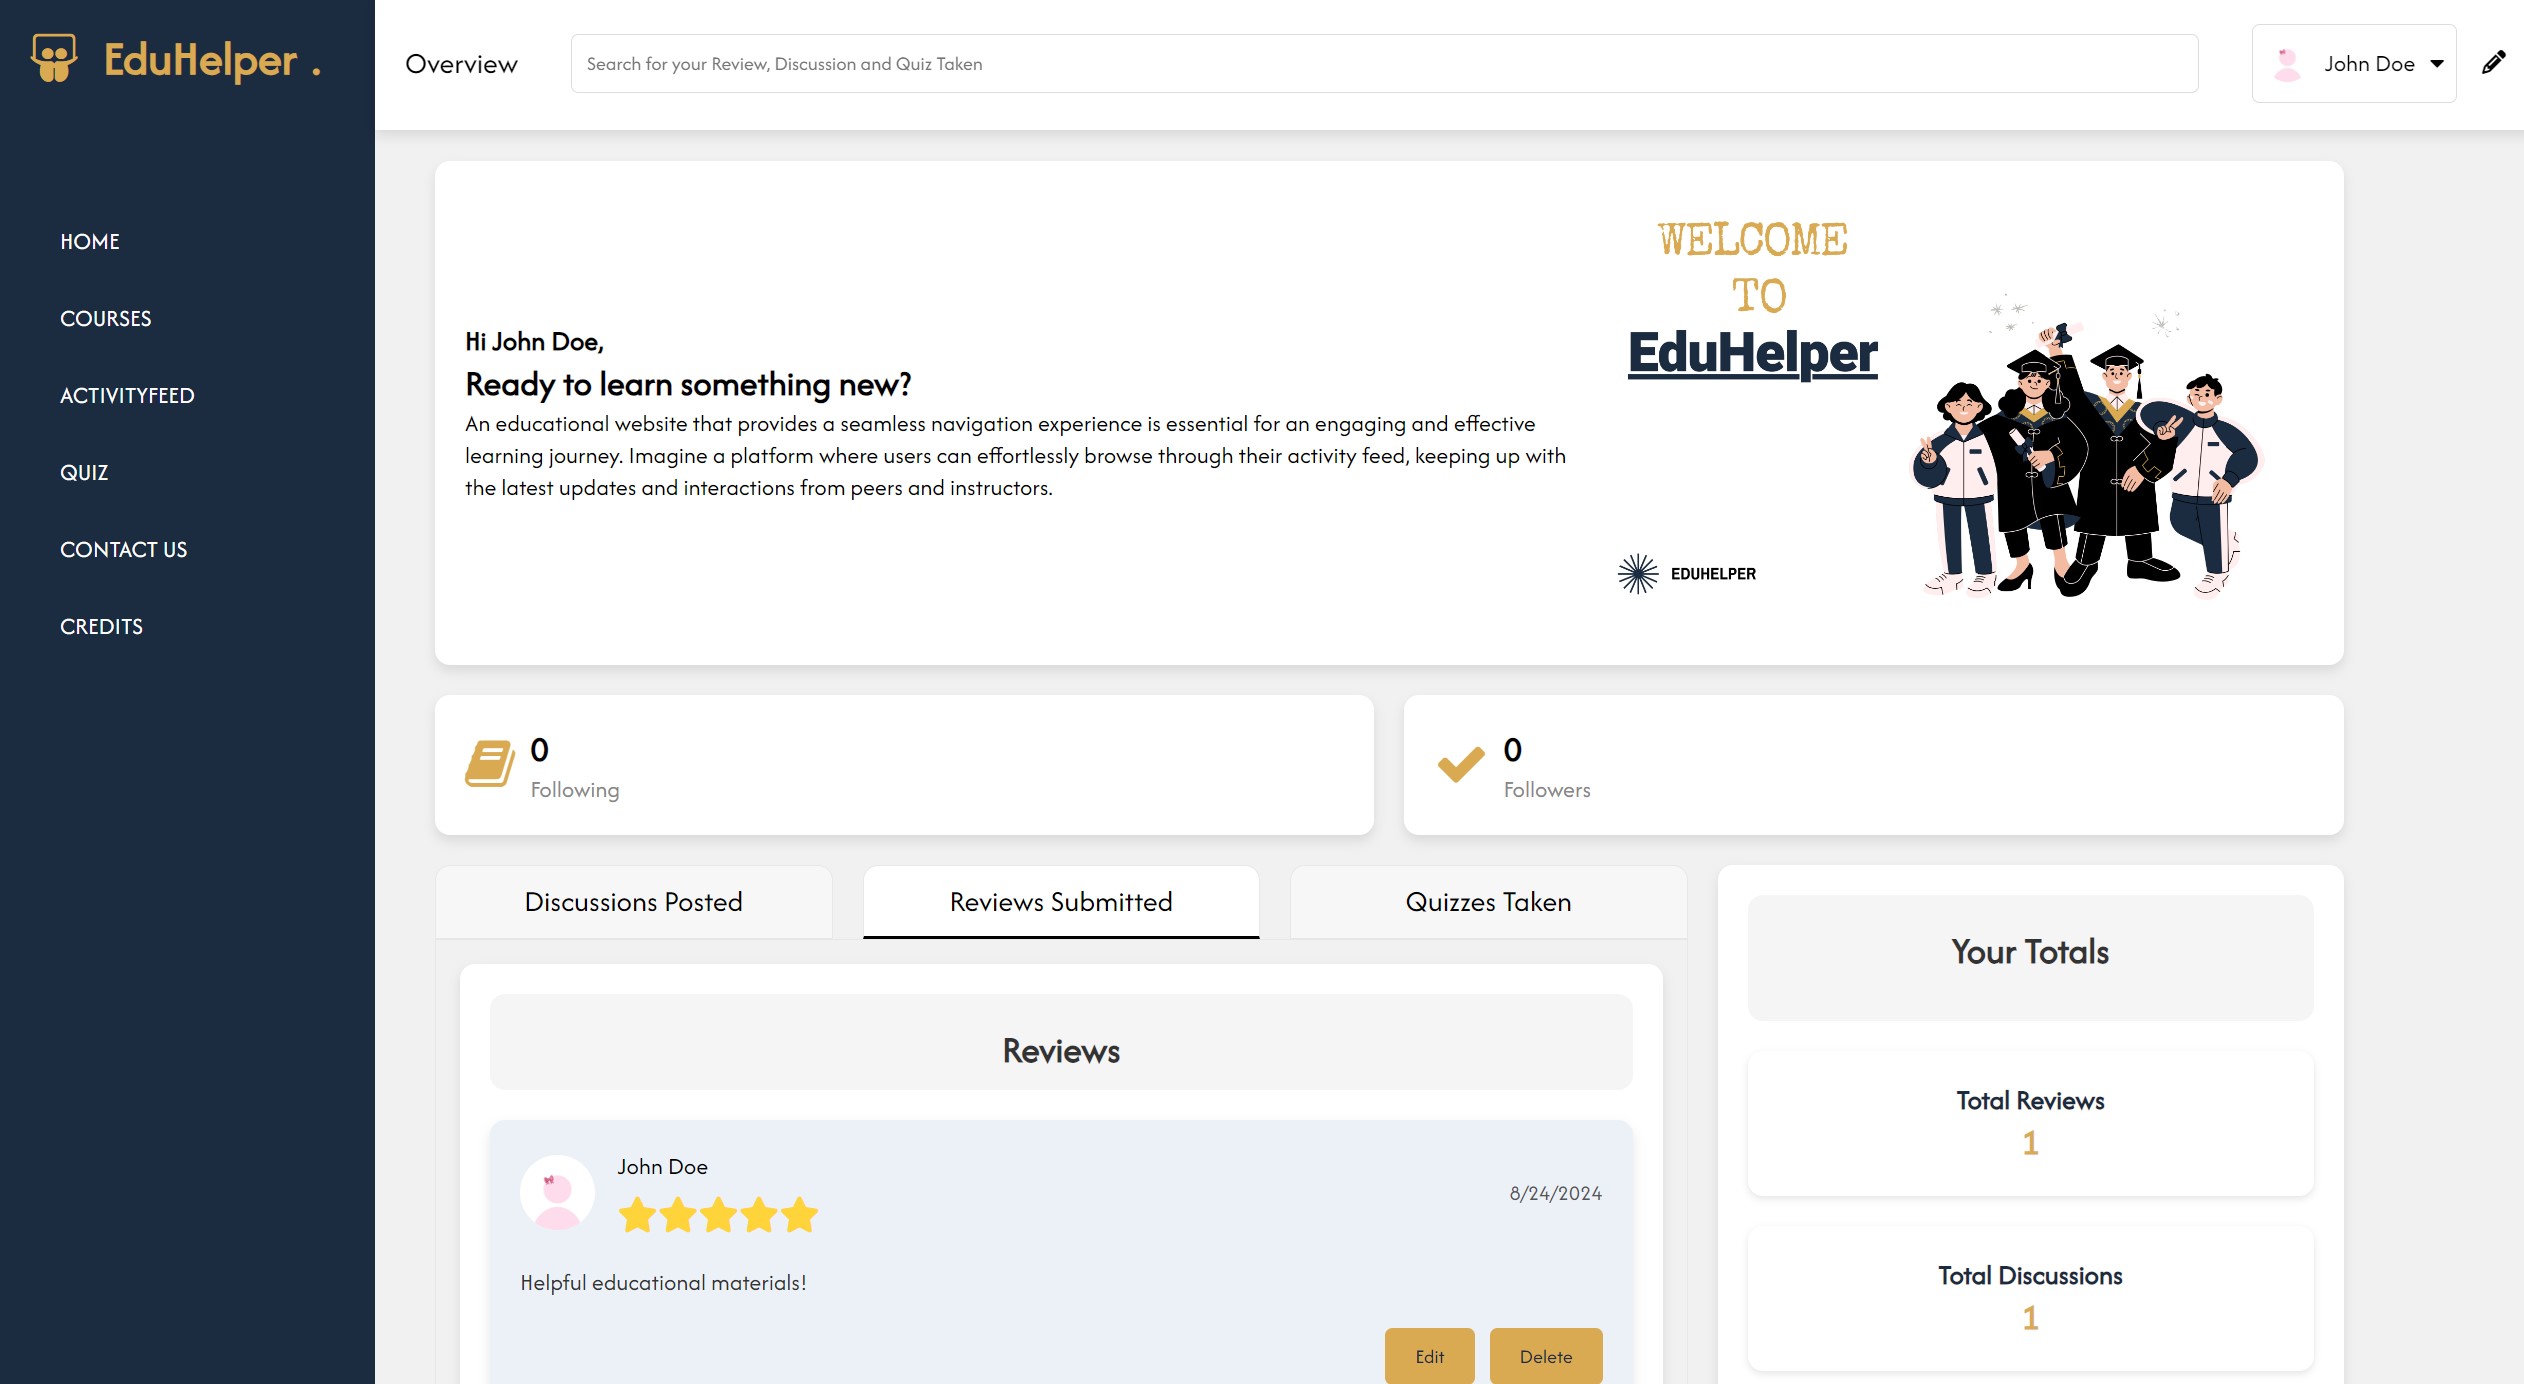 EduHelper .
HOME
COURSES
ACTIVITYFEED
QUIZ
CONTACT US
CREDITS
Overview
Search for your Review, Discussion and Quiz Taken
John Doe
Hi John Doe,
Ready to learn something new?
An educational website that provides a seamless navigation experience is essential for an engaging and effective
learning journey. Imagine a platform where users can effortlessly browse through their activity feed, keeping up with
the latest updates and interactions from peers and instructors.
WELCOME
TO
EduHelper
EDUHELPER
0
Following
0
Followers
Discussions Posted
Reviews Submitted
Quizzes Taken
Reviews
John Doe
8/24/2024
Helpful educational materials!
Edit
Delete
Your Totals
Total Reviews
1
Total Discussions
1